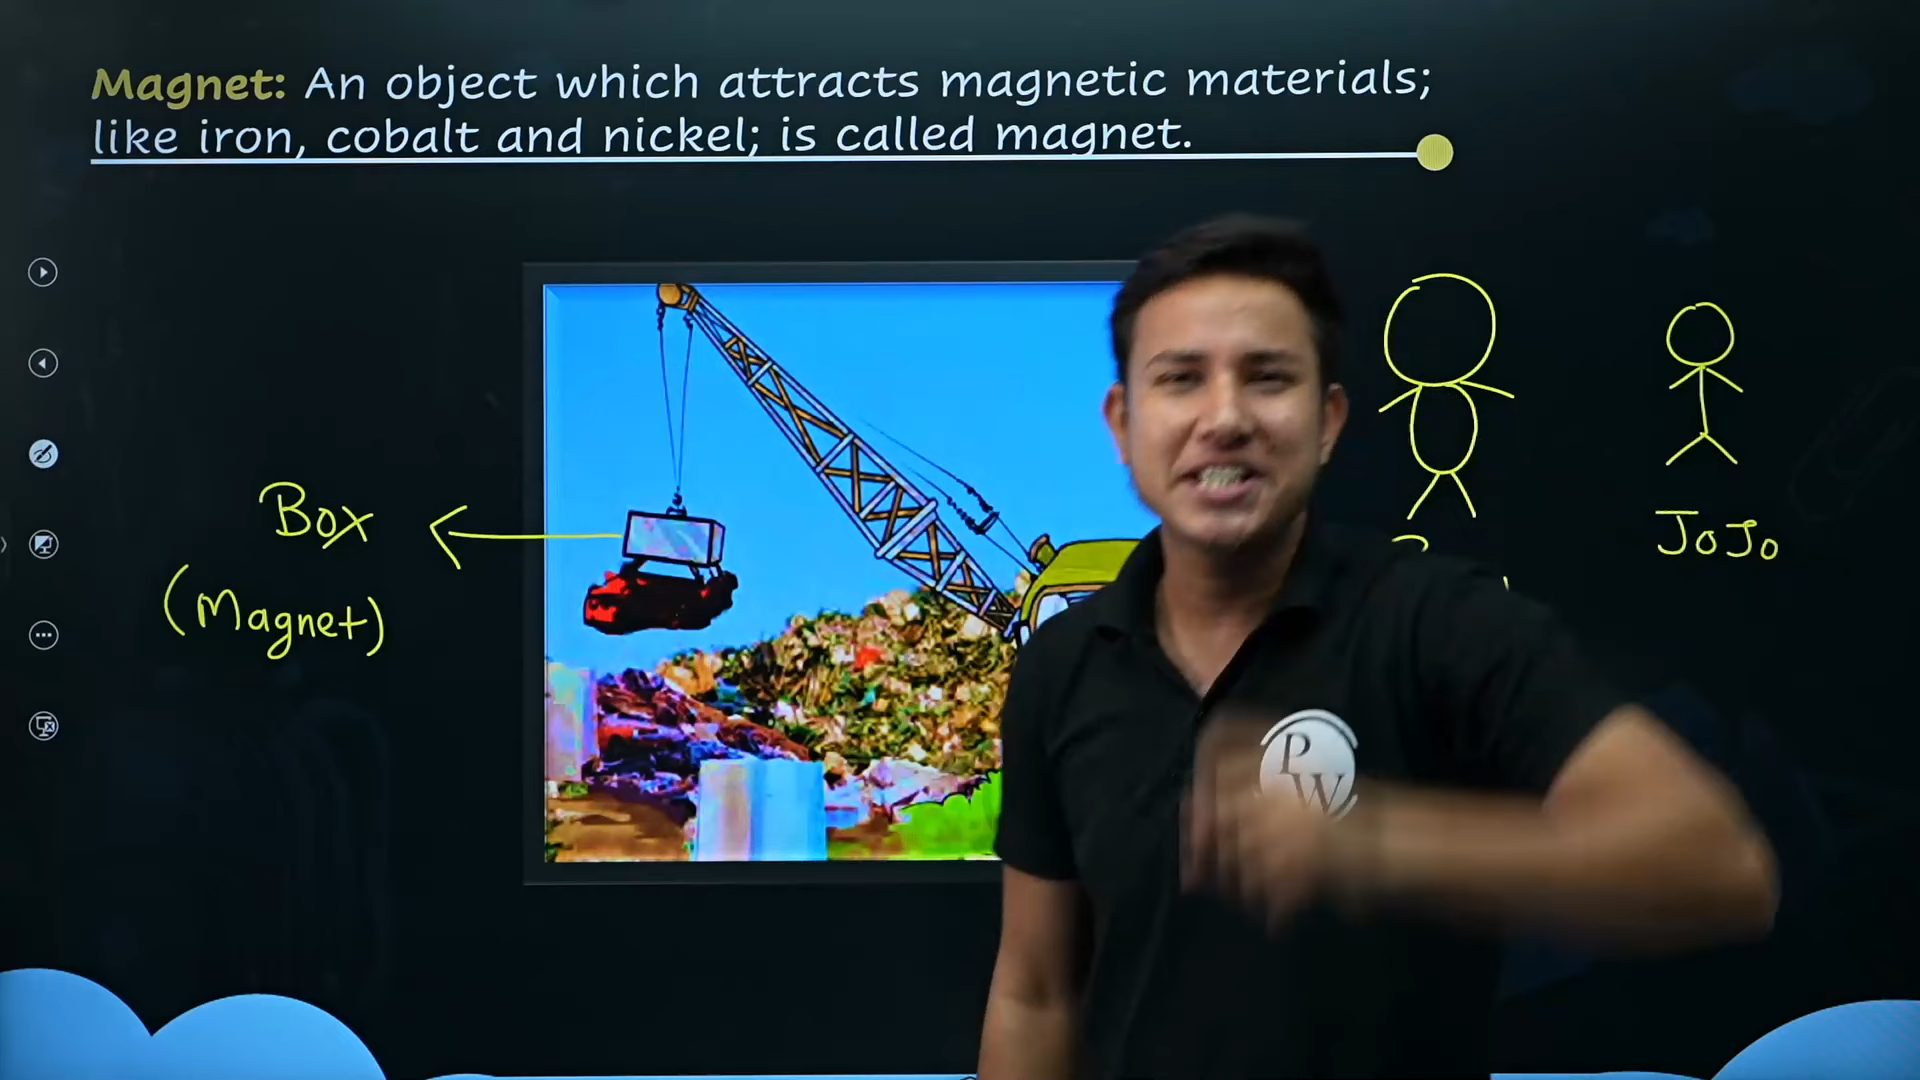 Magnet: An object which attracts magnetic materials;
like iron, cobalt and nickel; is called magnet.
Box
(Magnet)
JoJo
PW